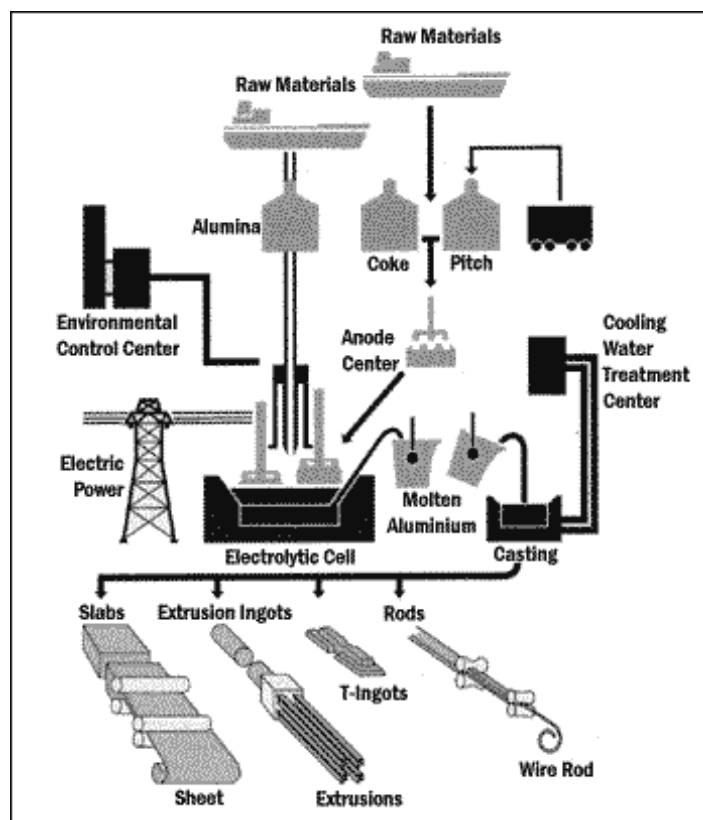 Raw Materials
Raw Materials
Alumina
Coke
Pitch
Environmental
Control Center
Anode
Center
Cooling
Water
Treatment
Center
Electric
Power
Molten
Aluminium
Electrolytic Cell
Casting
Slabs
Extrusion Ingots
Rods
T-Ingots
Wire Rod
Sheet
Extrusions